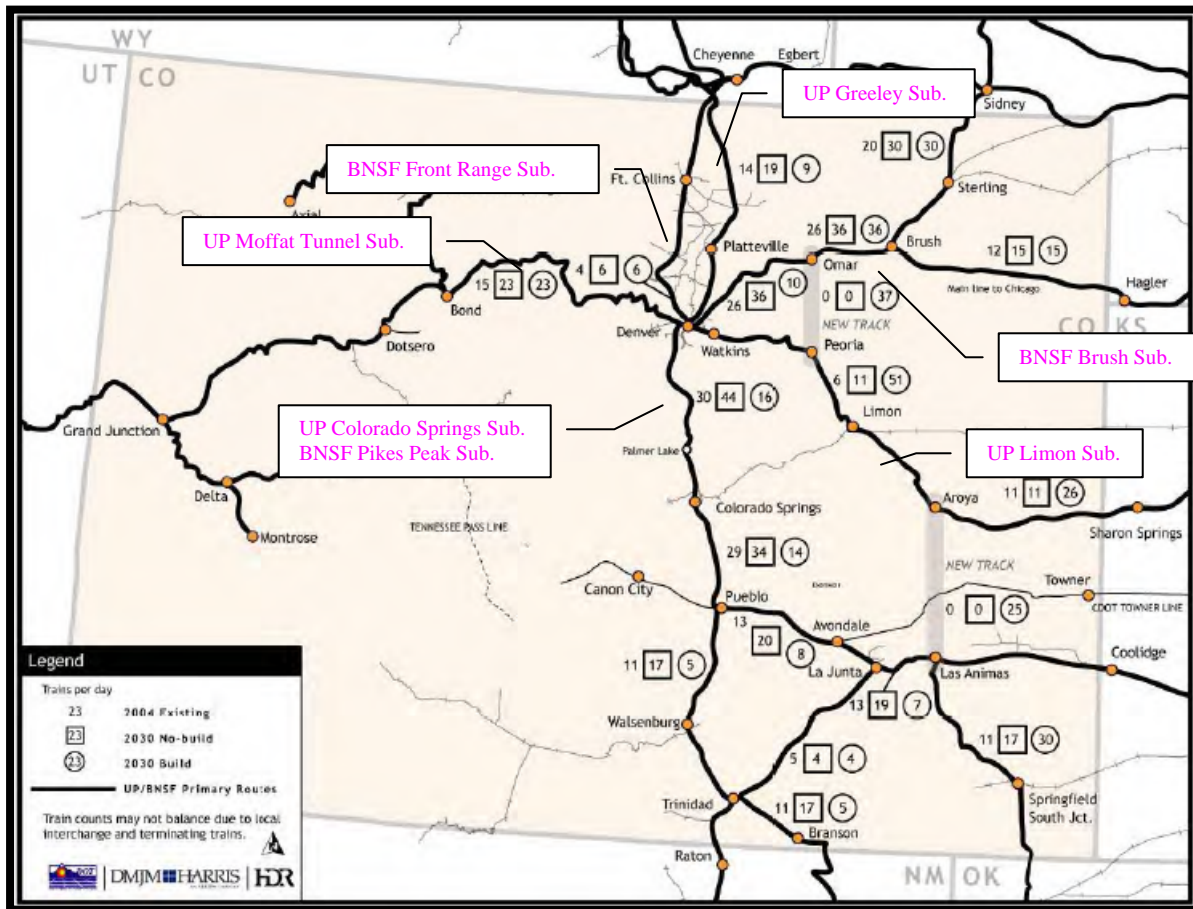 WY
UT CO
Cheyenne
Egbert
Sidney
UP Greeley Sub.
20 30 30
BNSF Front Range Sub.
14 19 9
Ft. Collins
Sterling
Axial
UP Moffat Tunnel Sub.
Platteville
26 36 36
Brush
12 15 15
4 6 6
Omar
15 23 23
26 36 10
0 0 37
Main line to Chicago
Hagler
Bond
CO KS
NEW TRACK
Denver
Watkins
Peoria
Dotsero
BNSF Brush Sub.
6 11 51
30 44 16
Limon
Grand Junction
UP Colorado Springs Sub.
BNSF Pikes Peak Sub.
Palmer Lake
UP Limon Sub.
Delta
11 11 26
Aroya
Colorado Springs
Sharon Springs
TENNESSEE PASS LINE
Montrose
29 34 14
NEW TRACK
Canon City
Towner
Pueblo
0 0 25
COOT TOWNER LINE
13 20 8
Avondale
11 17 5
La Junta
Las Animas
Coolidge
13 19 7
Walsenburg
11 17 30
5 4 4
Trinidad
11 17 5
Springfield
South Jct.
Branson
Raton
NM OK
Legend
Trains per day
23 2004 Existing
23 2030 No-build
23 2030 Build
UP/BNSF Primary Routes
Train counts may not balance due to local
interchange and terminating trains.
DMJM HARRIS HDR